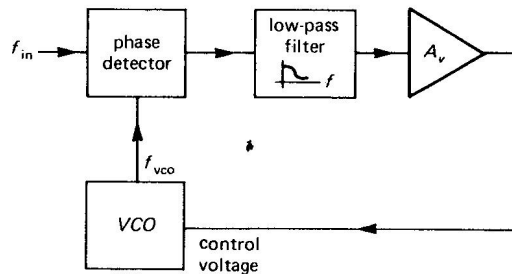 f_in
phase
detector
low-pass
filter
f
A_v
f_vco
VCO
control
voltage